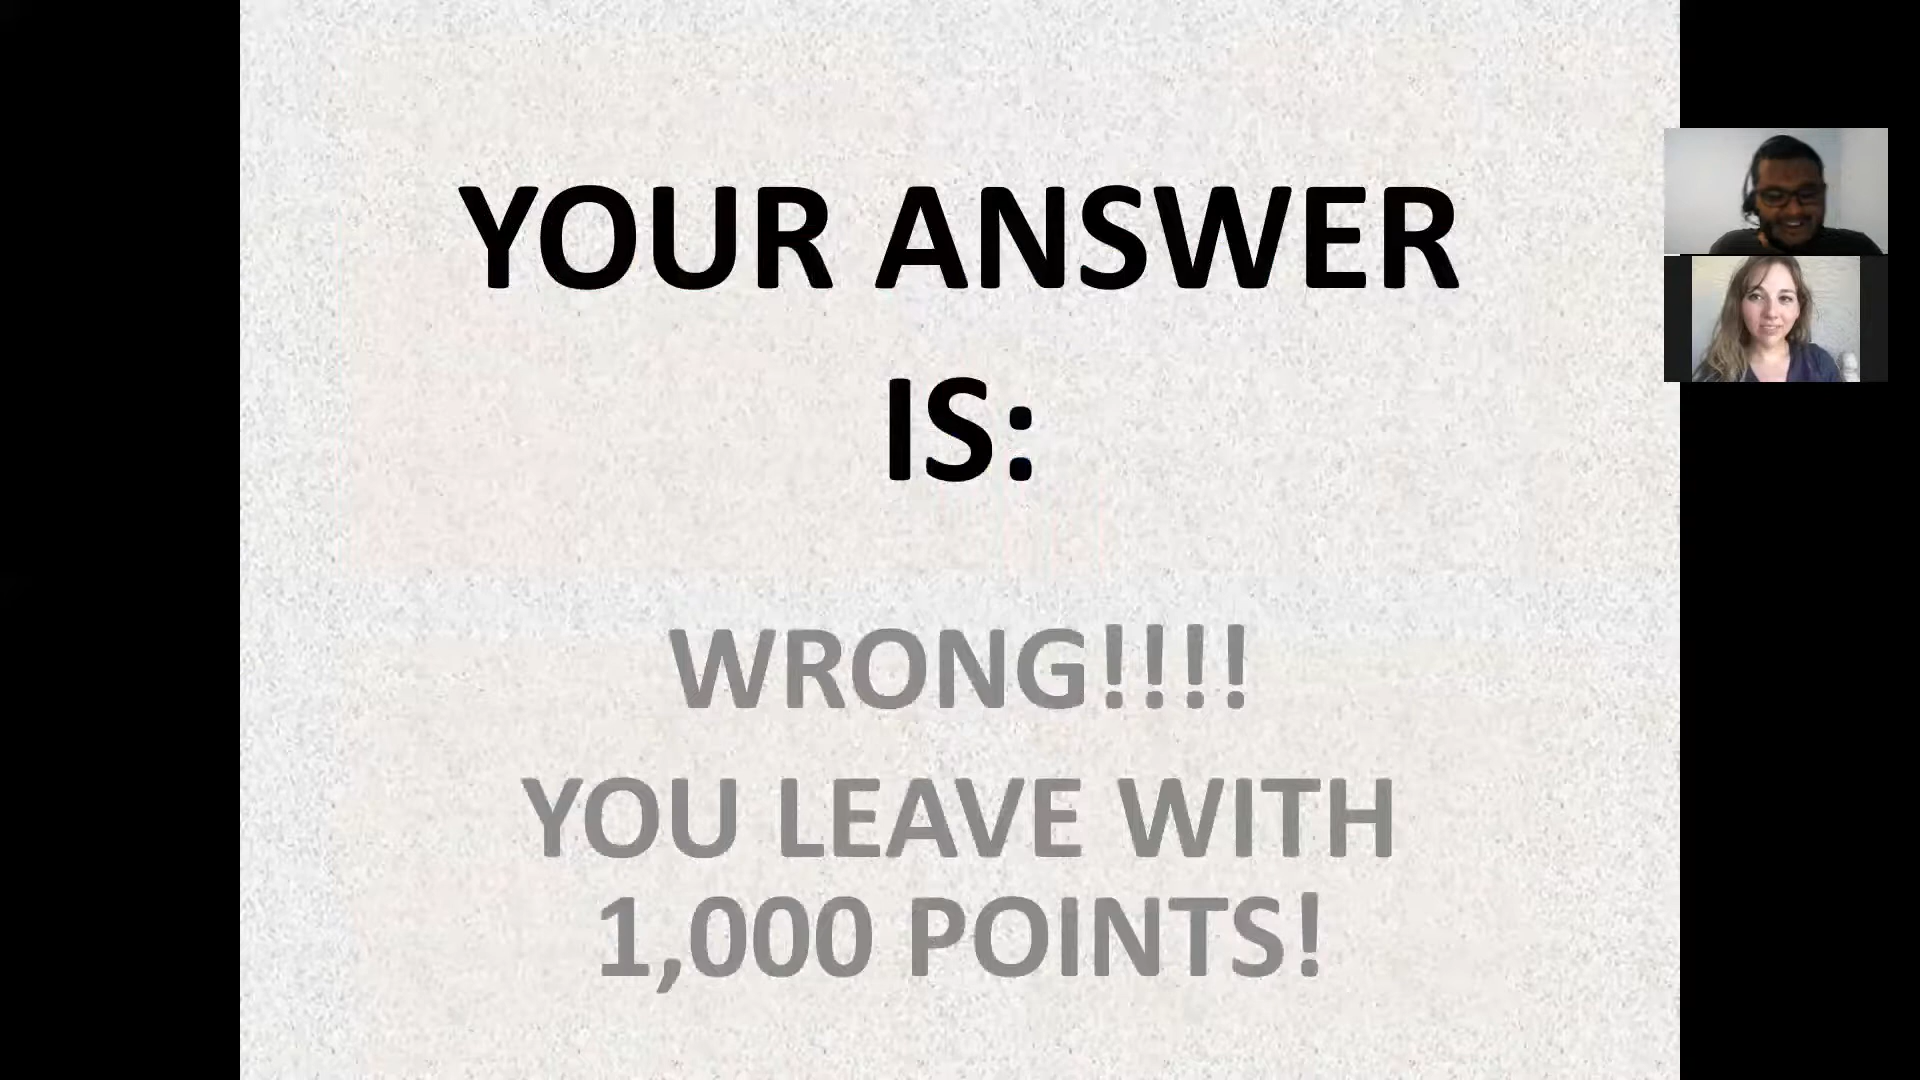 YOUR ANSWER
IS:
WRONG!!!!
YOU LEAVE WITH
1,000 POINTS!